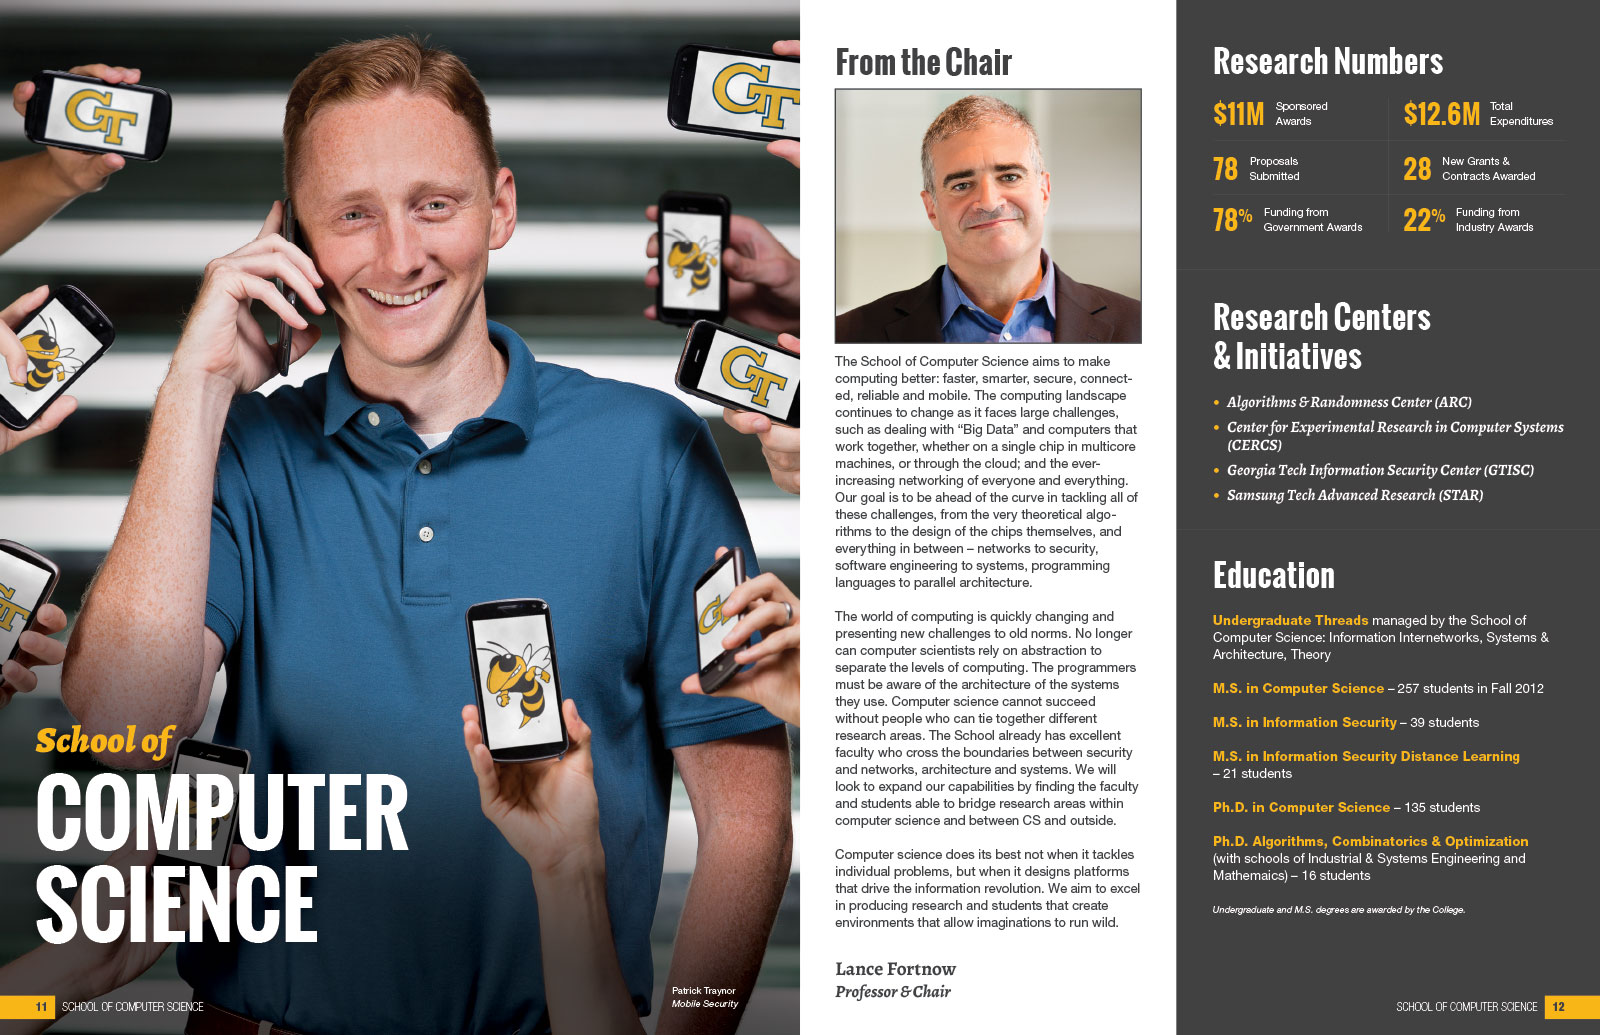 GT
GT
GT
GT
GT
School of
COMPUTER
SCIENCE
Patrick Traynor
Mobile Security
11 SCHOOL OF COMPUTER SCIENCE
From the Chair
The School of Computer Science aims to make
computing better: faster, smarter, secure, connect-
ed, reliable and mobile. The computing landscape
continues to change as it faces large challenges,
such as dealing with “Big Data” and computers that
work together, whether on a single chip in multicore
machines, or through the cloud; and the ever-
increasing networking of everyone and everything.
Our goal is to be ahead of the curve in tackling all of
these challenges, from the very theoretical algo-
rithms to the design of the chips themselves, and
everything in between – networks to security,
software engineering to systems, programming
languages to parallel architecture.
The world of computing is quickly changing and
presenting new challenges to old norms. No longer
can computer scientists rely on abstraction to
separate the levels of computing. The programmers
must be aware of the architecture of the systems
they use. Computer science cannot succeed
without people who can tie together different
research areas. The School already has excellent
faculty who cross the boundaries between security
and networks, architecture and systems. We will
look to expand our capabilities by finding the faculty
and students able to bridge research areas within
computer science and between CS and outside.
Computer science does its best not when it tackles
individual problems, but when it designs platforms
that drive the information revolution. We aim to excel
in producing research and students that create
environments that allow imaginations to run wild.
Lance Fortnow
Professor & Chair
Research Numbers
$11M Sponsored
Awards
$12.6M Total
Expenditures
78 Proposals
Submitted
28 New Grants &
Contracts Awarded
78% Funding from
Government Awards
22% Funding from
Industry Awards
Research Centers
& Initiatives
• Algorithms & Randomness Center (ARC)
• Center for Experimental Research in Computer Systems
(CERCS)
• Georgia Tech Information Security Center (GTISC)
• Samsung Tech Advanced Research (STAR)
Education
Undergraduate Threads managed by the School of
Computer Science: Information Internetworks, Systems &
Architecture, Theory
M.S. in Computer Science – 257 students in Fall 2012
M.S. in Information Security – 39 students
M.S. in Information Security Distance Learning
– 21 students
Ph.D. in Computer Science – 135 students
Ph.D. Algorithms, Combinatorics & Optimization
(with schools of Industrial & Systems Engineering and
Mathemaics) – 16 students
Undergraduate and M.S. degrees are awarded by the College.
SCHOOL OF COMPUTER SCIENCE 12